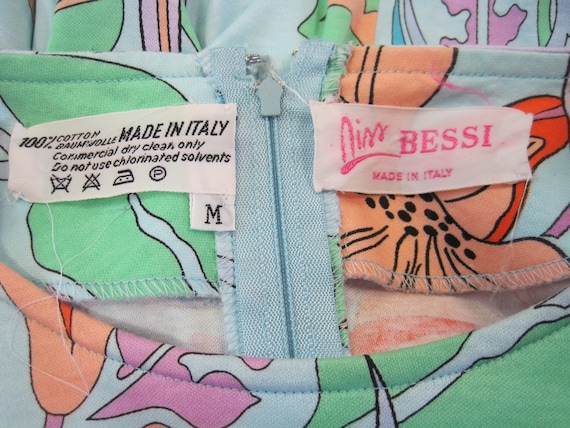 100% COTTON BAUMWOLLE MADE IN ITALY
Commercial dry clean only
Do not use chlorinated solvents
P
M
Miss BESSI
MADE IN ITALY